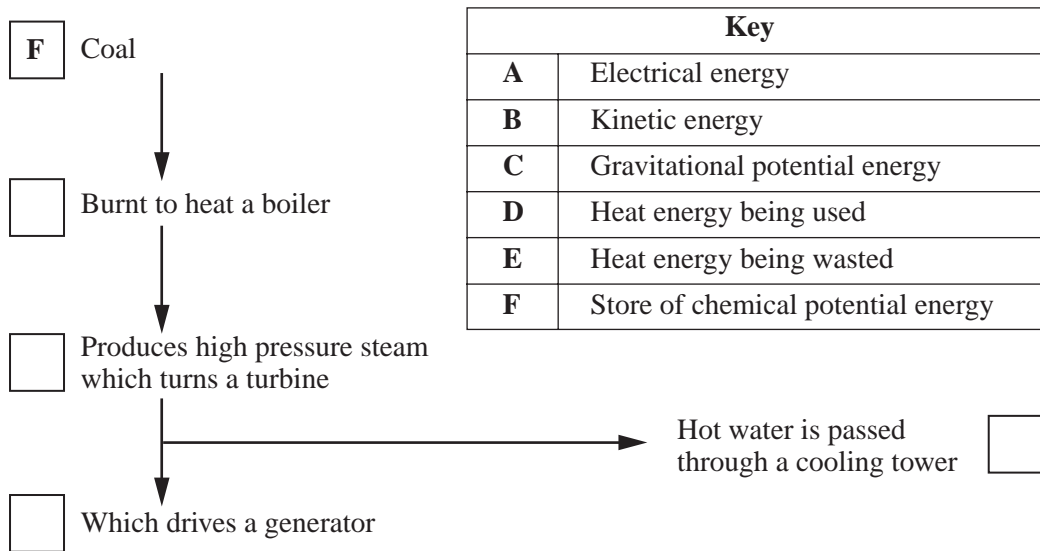 F Coal
Burnt to heat a boiler
Produces high pressure steam
which turns a turbine
Which drives a generator
Hot water is passed
through a cooling tower
Key
A Electrical energy
B Kinetic energy
C Gravitational potential energy
D Heat energy being used
E Heat energy being wasted
F Store of chemical potential energy